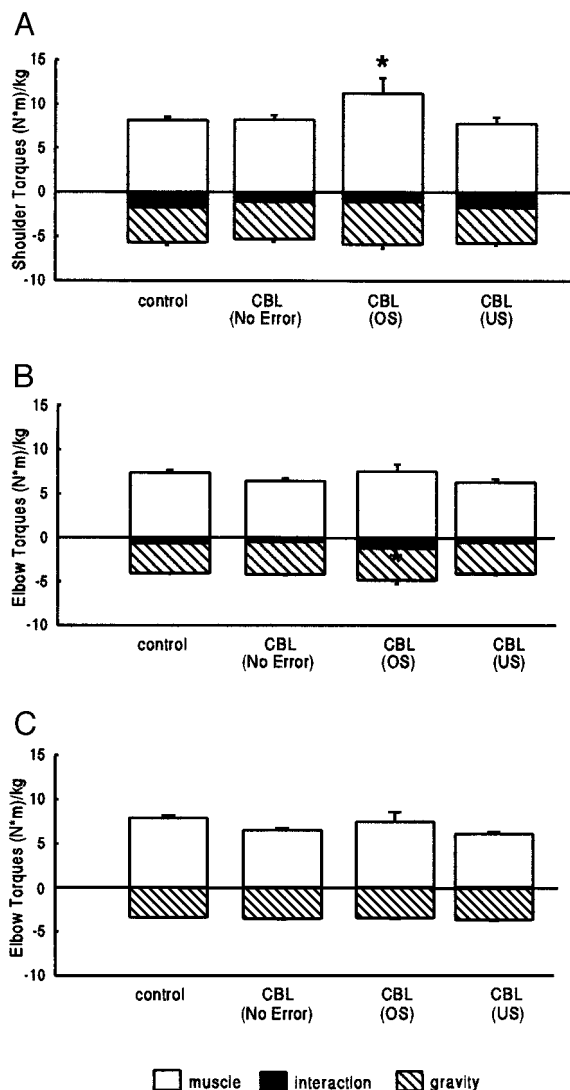 A
15
*
10
5
0
-5
-10
Shoulder Torques (N*m)/kg
control
CBL
(No Error)
CBL
(OS)
CBL
(US)
B
15
10
5
0
-5
-10
Elbow Torques (N*m)/kg
*
control
CBL
(No Error)
CBL
(OS)
CBL
(US)
C
15
10
5
0
-5
-10
Elbow Torques (N*m)/kg
control
CBL
(No Error)
CBL
(OS)
CBL
(US)
muscle interaction gravity